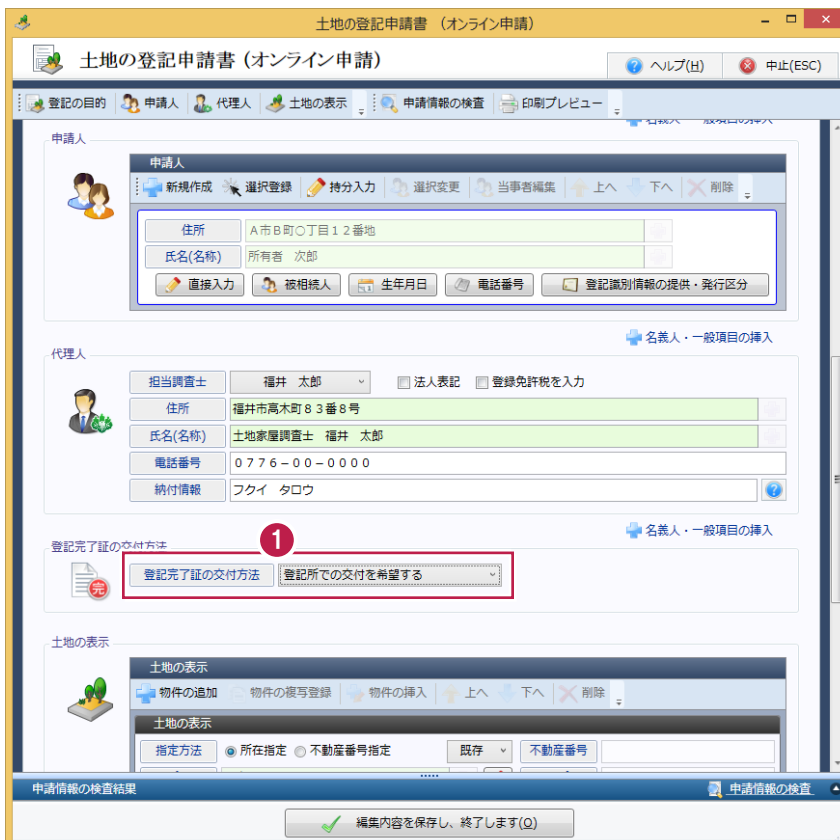 土地の登記申請書 （オンライン申請）
土地の登記申請書（オンライン申請）
ヘルプ(H) 中止(ESC)
登記の目的 申請人 代理人 土地の表示 申請情報の検査 印刷プレビュー
名義人・一般項目の挿入
申請人
申請人
新規作成 選択登録 持分入力 選択変更 当事者編集 上へ 下へ 削除
住所 A市B町○丁目１２番地
氏名(名称) 所有者 次郎
直接入力 被相続人 生年月日 電話番号 登記識別情報の提供・発行区分
名義人・一般項目の挿入
代理人
担当調査士 福井 太郎 法人表記 登録免許税を入力
住所 福井市高木町８３番８号
氏名(名称) 土地家屋調査士 福井 太郎
電話番号 ０７７６－００－００００
納付情報 フクイ タロウ
名義人・一般項目の挿入
1
登記完了証の交付方法
登記完了証の交付方法 登記所での交付を希望する
完
土地の表示
土地の表示
物件の追加 物件の複写登録 物件の挿入 上へ 下へ 削除
土地の表示
指定方法 所在指定 不動産番号指定 既存 不動産番号
申請情報の検査結果 申請情報の検査
編集内容を保存し、終了します(O)